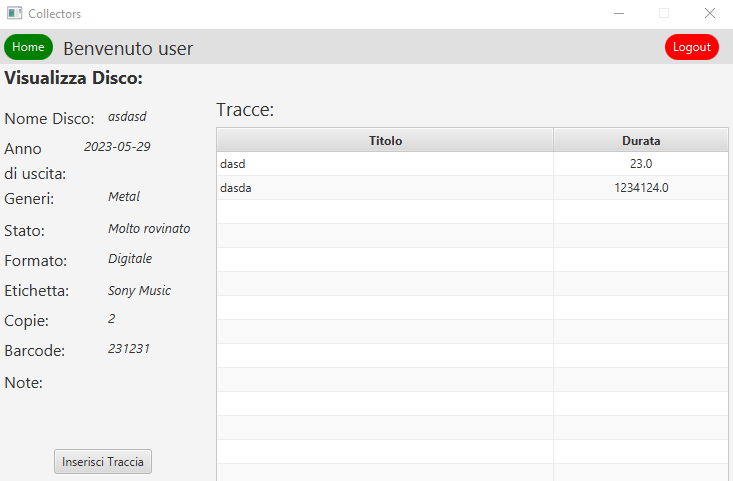 Collectors
Home Benvenuto user Logout
Visualizza Disco:
Nome Disco: asdasd
Anno di uscita: 2023-05-29
Generi: Metal
Stato: Molto rovinato
Formato: Digitale
Etichetta: Sony Music
Copie: 2
Barcode: 231231
Note:
Inserisci Traccia
Tracce:
Titolo Durata
dasd 23.0
dasda 1234124.0